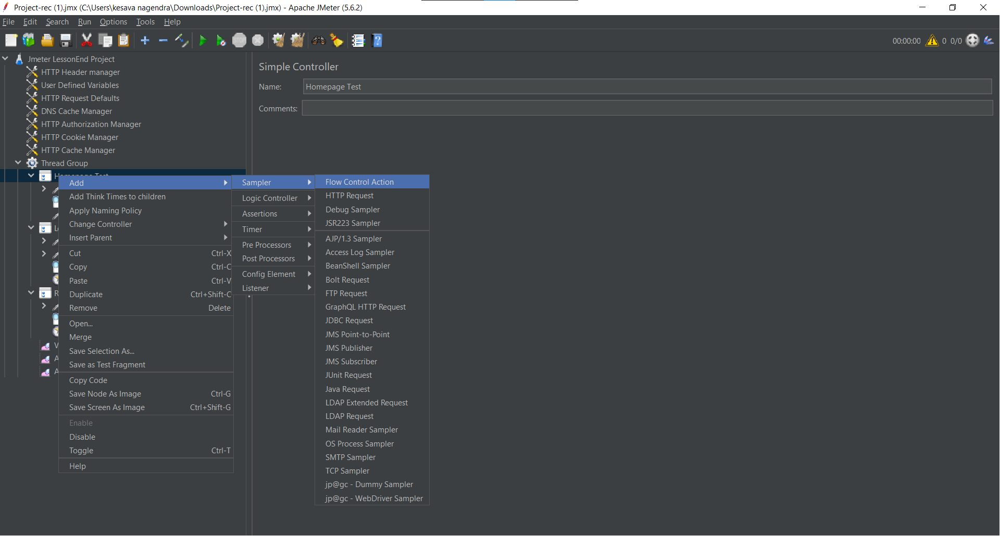 Project-rec (1).jmx (C:\Users\kesava nagendra\Downloads\Project-rec (1).jmx) - Apache JMeter (5.6.2)
File Edit Search Run Options Tools Help
STOP 00:00:00 0 0/0
Jmeter LessonEnd Project
HTTP Header manager
User Defined Variables
HTTP Request Defaults
DNS Cache Manager
HTTP Authorization Manager
HTTP Cookie Manager
HTTP Cache Manager
Thread Group
Simple Controller
Name: Homepage Test
Comments:
Add
Add Think Times to children
Apply Naming Policy
Change Controller
Insert Parent
Cut Ctrl-X
Copy Ctrl-C
Paste Ctrl-V
Duplicate Ctrl+Shift-C
Remove Delete
Open...
Merge
Save Selection As...
Save as Test Fragment
Copy Code
Save Node As Image Ctrl-G
Save Screen As Image Ctrl+Shift-G
Enable
Disable
Toggle Ctrl-T
Help
Sampler
Logic Controller
Assertions
Timer
Pre Processors
Post Processors
Config Element
Listener
Flow Control Action
HTTP Request
Debug Sampler
JSR223 Sampler
AJP/1.3 Sampler
Access Log Sampler
BeanShell Sampler
Bolt Request
FTP Request
GraphQL HTTP Request
JDBC Request
JMS Point-to-Point
JMS Publisher
JMS Subscriber
JUnit Request
Java Request
LDAP Extended Request
LDAP Request
Mail Reader Sampler
OS Process Sampler
SMTP Sampler
TCP Sampler
jp@gc - Dummy Sampler
jp@gc - WebDriver Sampler